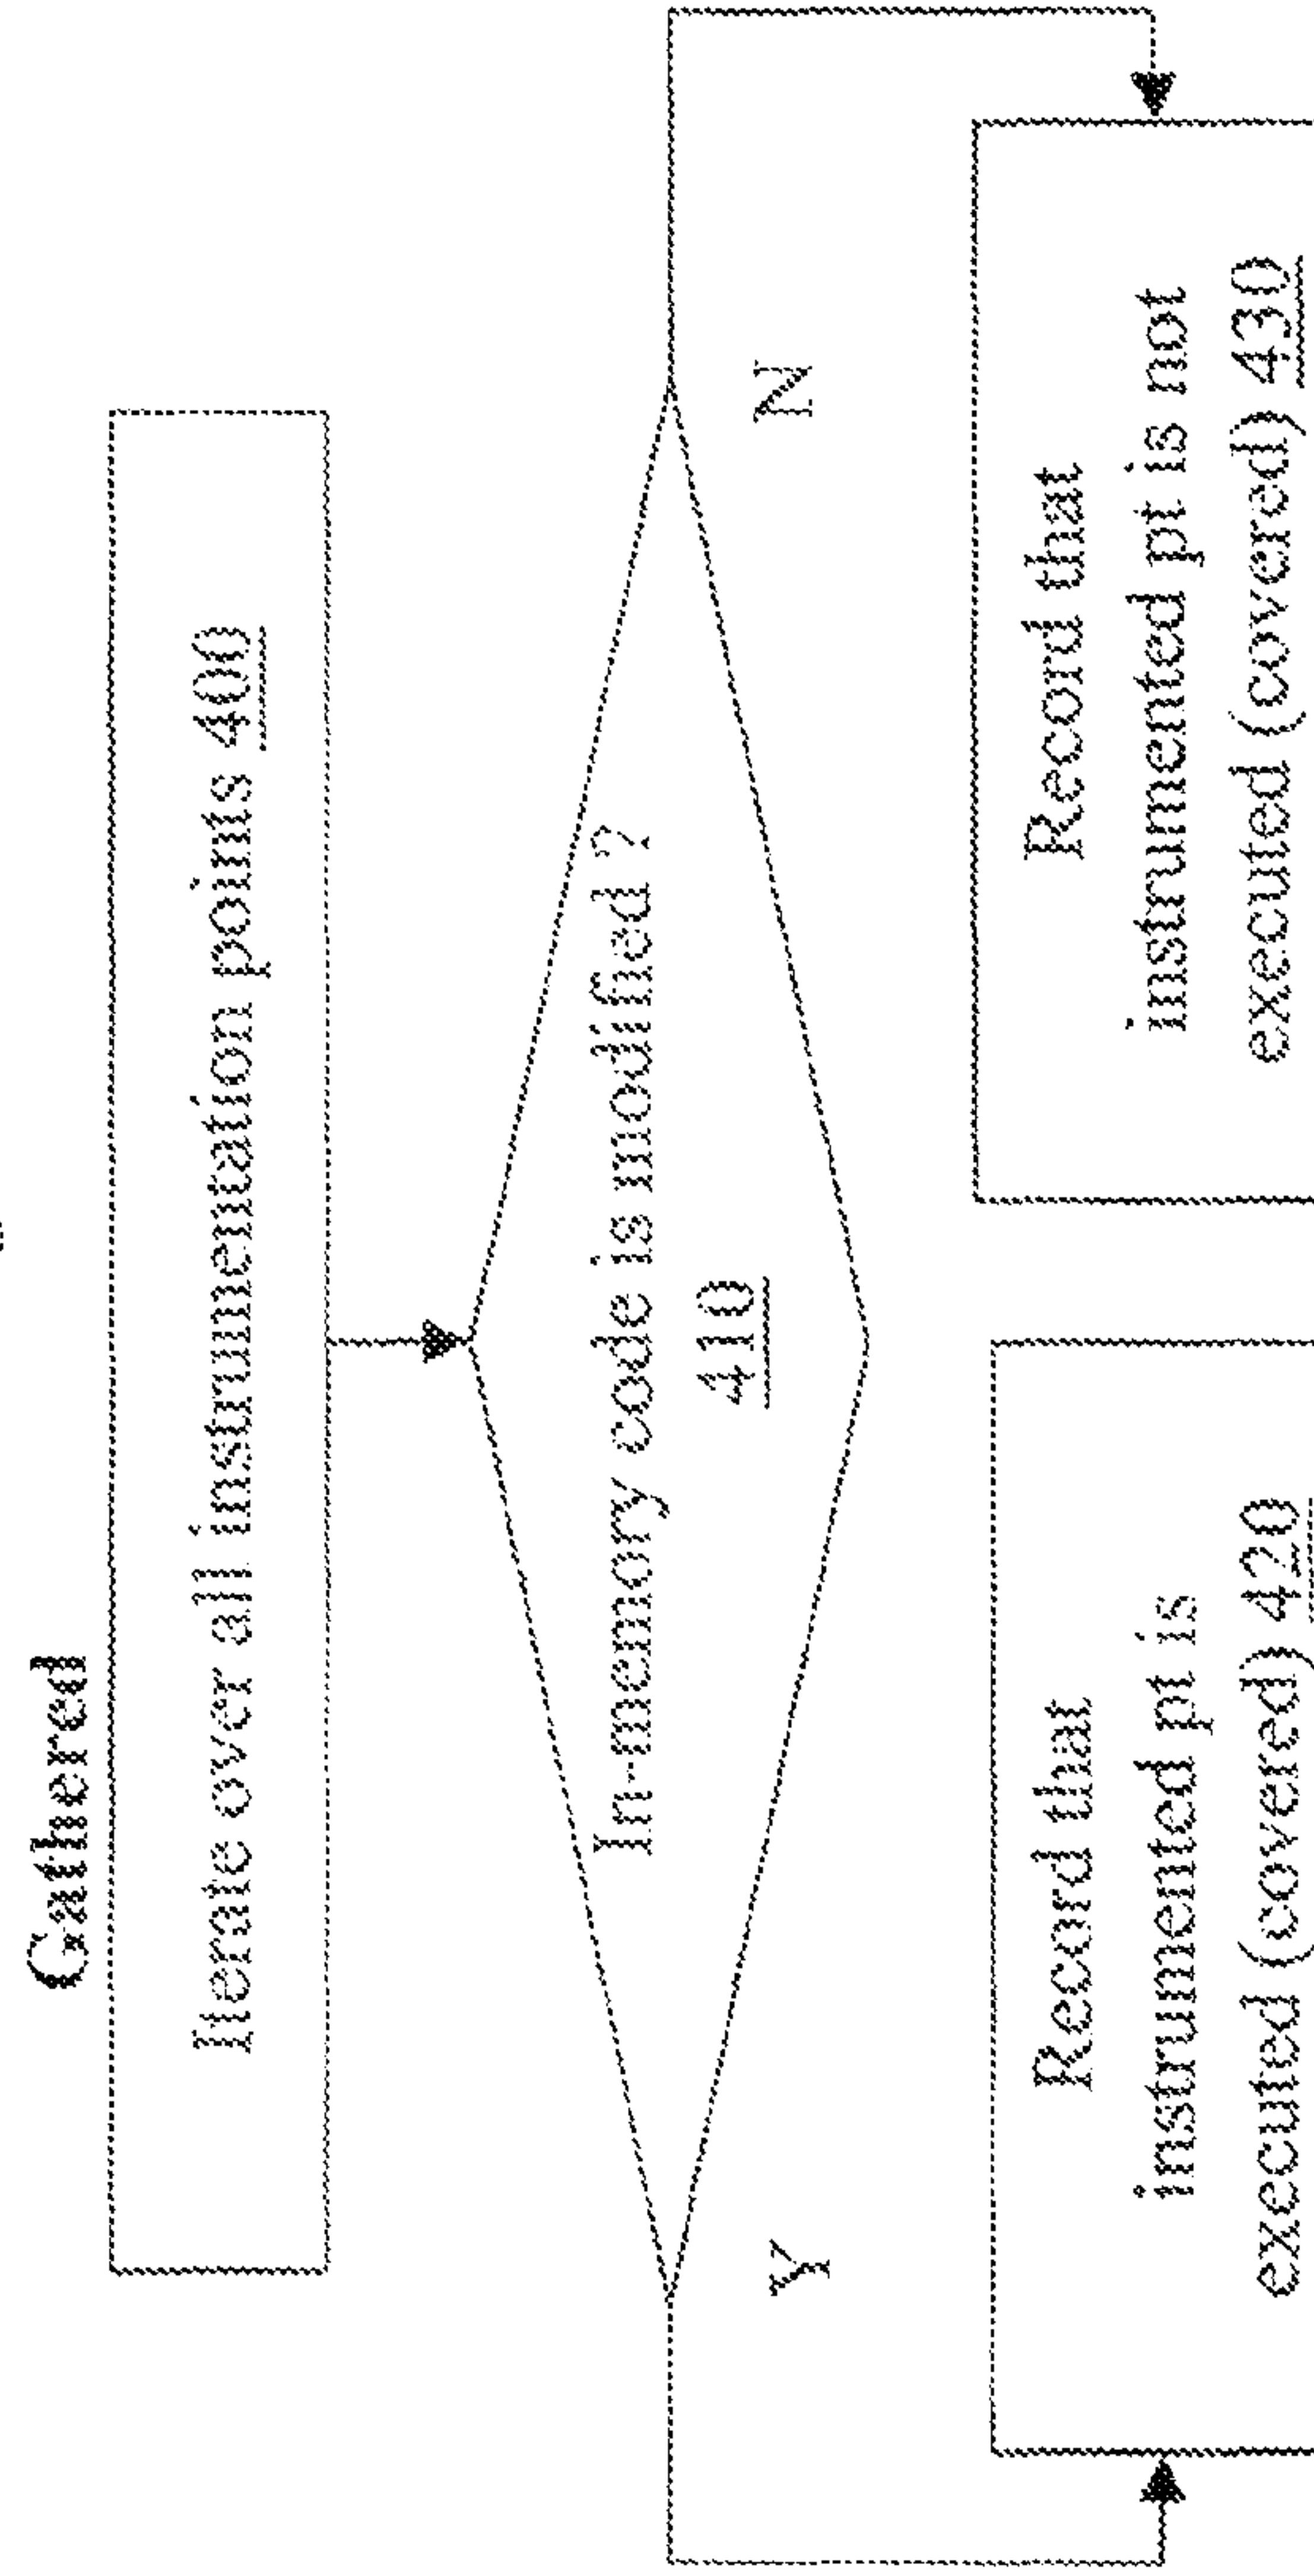 Gathered
Iterate over all instrumentation points 400
In-memory code is modified ?
410
Y
N
Record that
instrumented pt is
executed (covered) 420
Record that
instrumented pt is not
executed (covered) 430